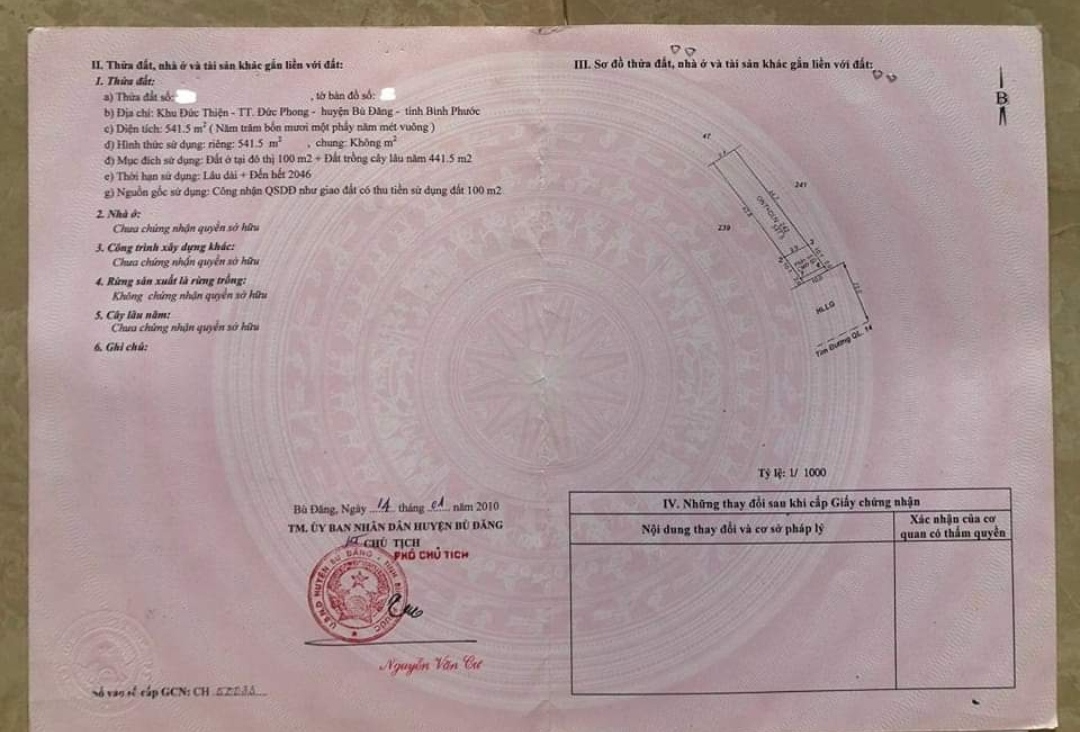 II. Thửa đất, nhà ở và tài sản khác gắn liền với đất:
1. Thửa đất:
a) Thửa đất số: , tờ bản đồ số:
b) Địa chỉ: Khu Đức Thiện - TT. Đức Phong - huyện Bù Đăng - tỉnh Bình Phước
c) Diện tích: 541.5 m² ( Năm trăm bốn mươi một phẩy năm mét vuông )
d) Hình thức sử dụng: riêng: 541.5 m² , chung: Không m²
đ) Mục đích sử dụng: Đất ở tại đô thị 100 m2 + Đất trồng cây lâu năm 441.5 m2
e) Thời hạn sử dụng: Lâu dài + Đến hết 2046
g) Nguồn gốc sử dụng: Công nhận QSDĐ như giao đất có thu tiền sử dụng đất 100 m2
2. Nhà ở:
Chưa chứng nhận quyền sở hữu
3. Công trình xây dựng khác:
Chưa chứng nhận quyền sở hữu
4. Rừng sản xuất là rừng trồng:
Không chứng nhận quyền sở hữu
5. Cây lâu năm:
Chưa chứng nhận quyền sở hữu
6. Ghi chú:
Bù Đăng, Ngày 14 tháng 01 năm 2010
TM. ỦY BAN NHÂN DÂN HUYỆN BÙ ĐĂNG
KT CHỦ TỊCH
PHÓ CHỦ TỊCH
U.B.N.D HUYỆN BÙ ĐĂNG - TỈNH BÌNH PHƯỚC
Nguyễn Văn Cư
Số vào sổ cấp GCN: CH
III. Sơ đồ thửa đất, nhà ở và tài sản khác gắn liền với đất:
B
47
241
239
HLLG
Tim Đường QL. 14
Tỷ lệ: 1/ 1000
IV. Những thay đổi sau khi cấp Giấy chứng nhận
Nội dung thay đổi và cơ sở pháp lý
Xác nhận của cơ
quan có thẩm quyền